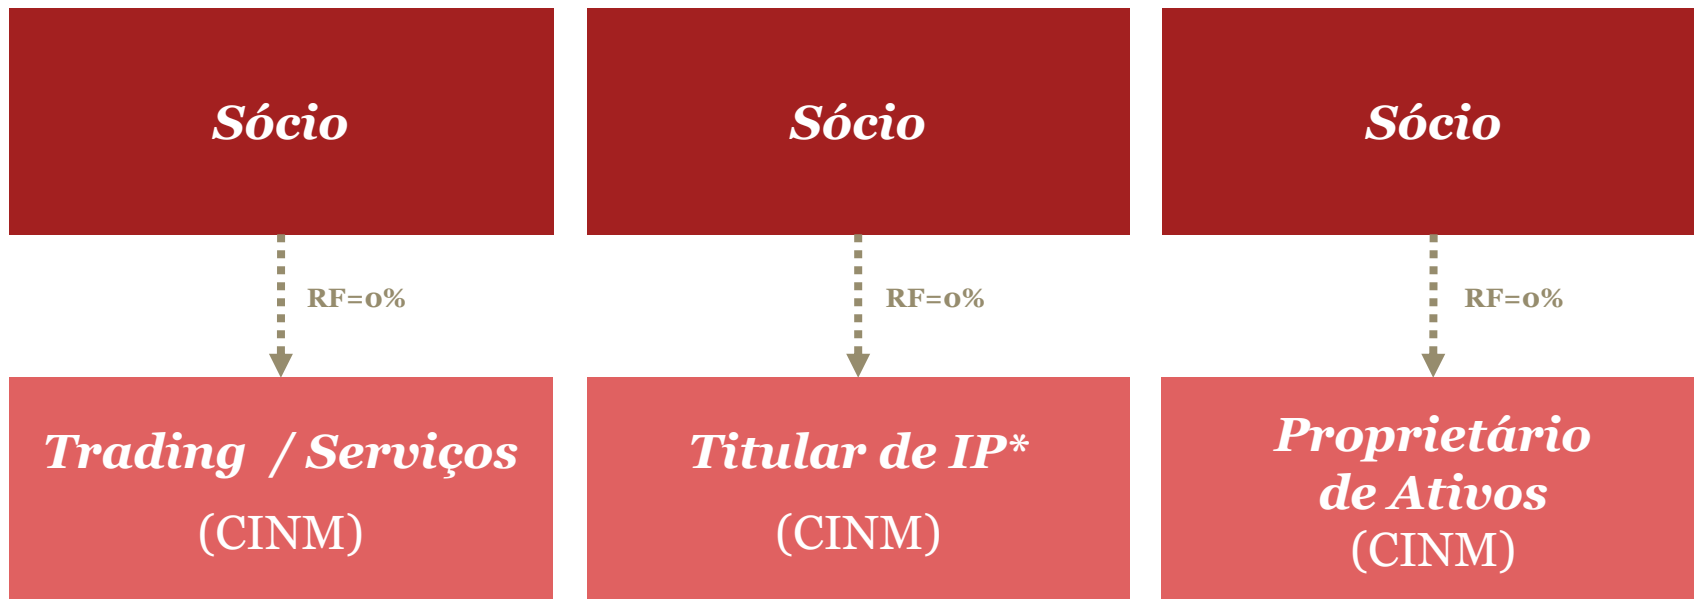 Sócio
Sócio
Sócio
RF=0%
RF=0%
RF=0%
Trading / Serviços
(CINM)
Titular de IP*
(CINM)
Proprietário
de Ativos
(CINM)